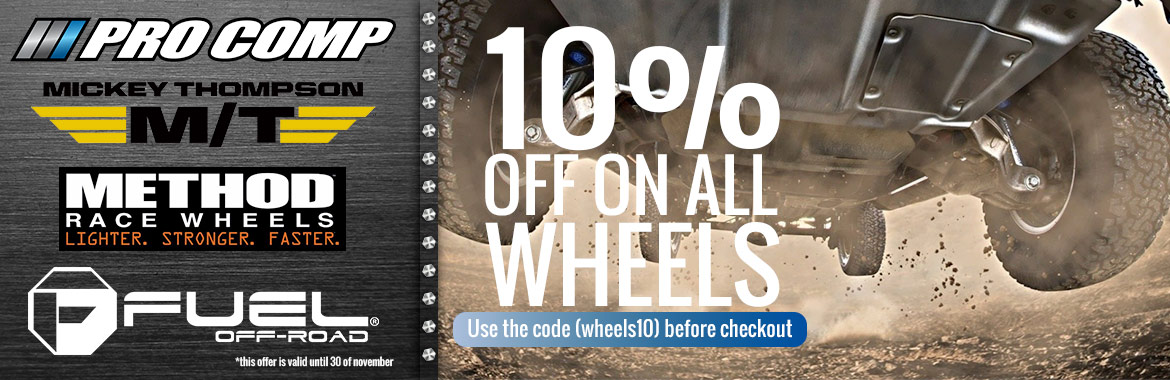 PRO COMP
MICKEY THOMPSON
M/T
METHOD
RACE WHEELS
LIGHTER. STRONGER. FASTER.
FUEL®
OFF-ROAD
*this offer is valid until 30 of november
10%
OFF ON ALL
WHEELS
Use the code (wheels10) before checkout